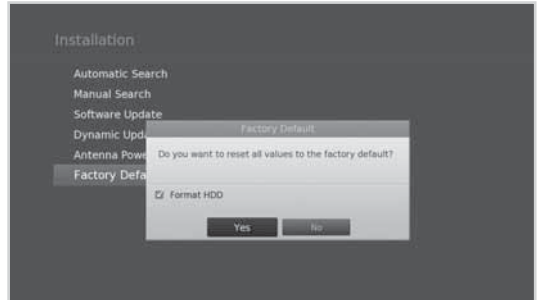 Installation
Automatic Search
Manual Search
Software Update
Dynamic Upda
Antenna Powe
Factory Defa
Factory Default
Do you want to reset all values to the factory default?
Format HDD
Yes
No